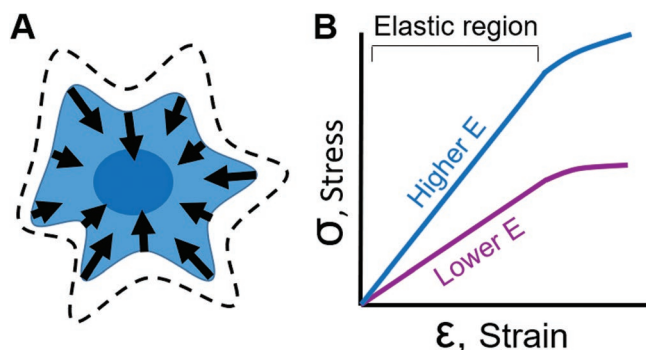 A
B
Elastic region
Higher E
Lower E
σ, Stress
ε, Strain